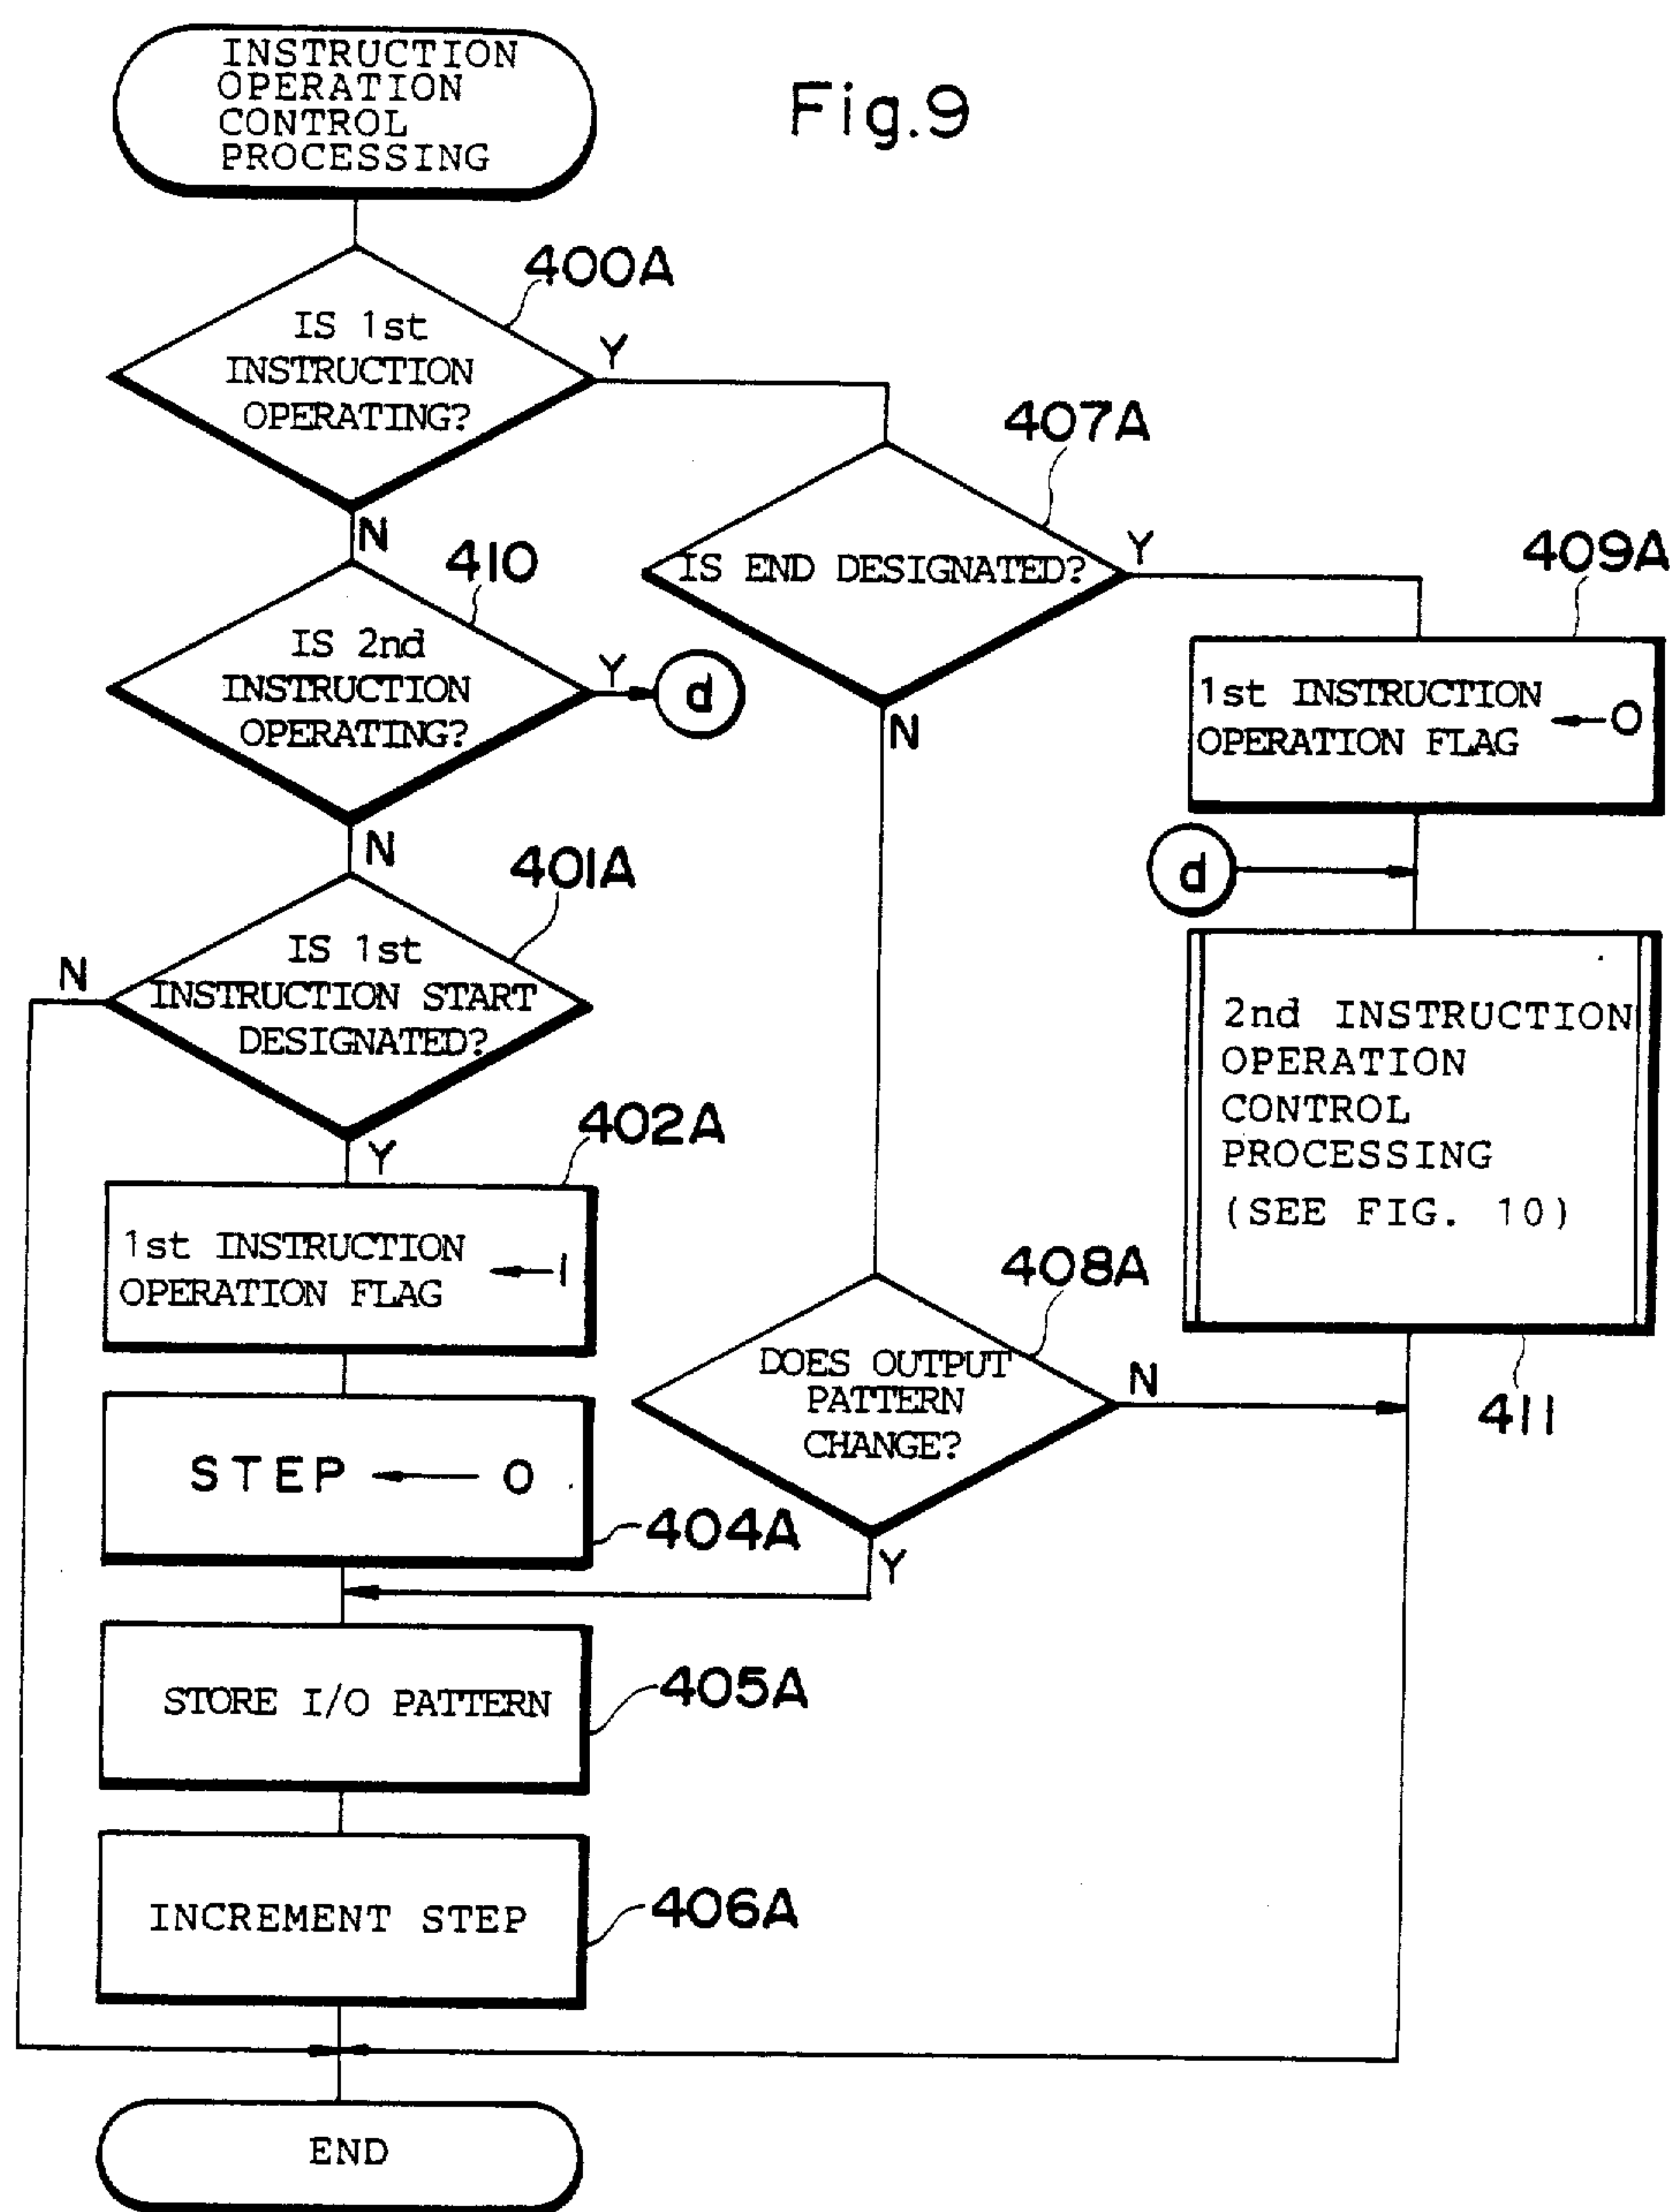 INSTRUCTION
OPERATION
CONTROL
PROCESSING
Fig.9
400A
IS 1st
INSTRUCTION
OPERATING?
Y
N
407A
IS END DESIGNATED?
Y
N
409A
1st INSTRUCTION
OPERATION FLAG
←0
410
IS 2nd
INSTRUCTION
OPERATING?
Y
d
N
401A
IS 1st
INSTRUCTION START
DESIGNATED?
N
Y
d
2nd INSTRUCTION
OPERATION
CONTROL
PROCESSING
(SEE FIG. 10)
411
402A
1st INSTRUCTION
OPERATION FLAG
←1
408A
DOES OUTPUT
PATTERN
CHANGE?
N
Y
STEP ← 0
404A
STORE I/O PATTERN
405A
INCREMENT STEP
406A
END